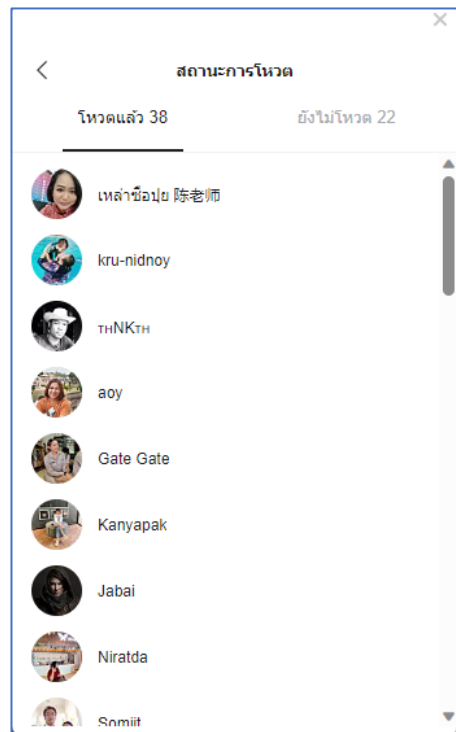 สถานะการโหวต
โหวตแล้ว 38
ยังไม่โหวต 22
เหล่าซือปุ้ย 陈老师
kru-nidnoy
тнNKтн
aoy
Gate Gate
Kanyapak
Jabai
Niratda
Somjit